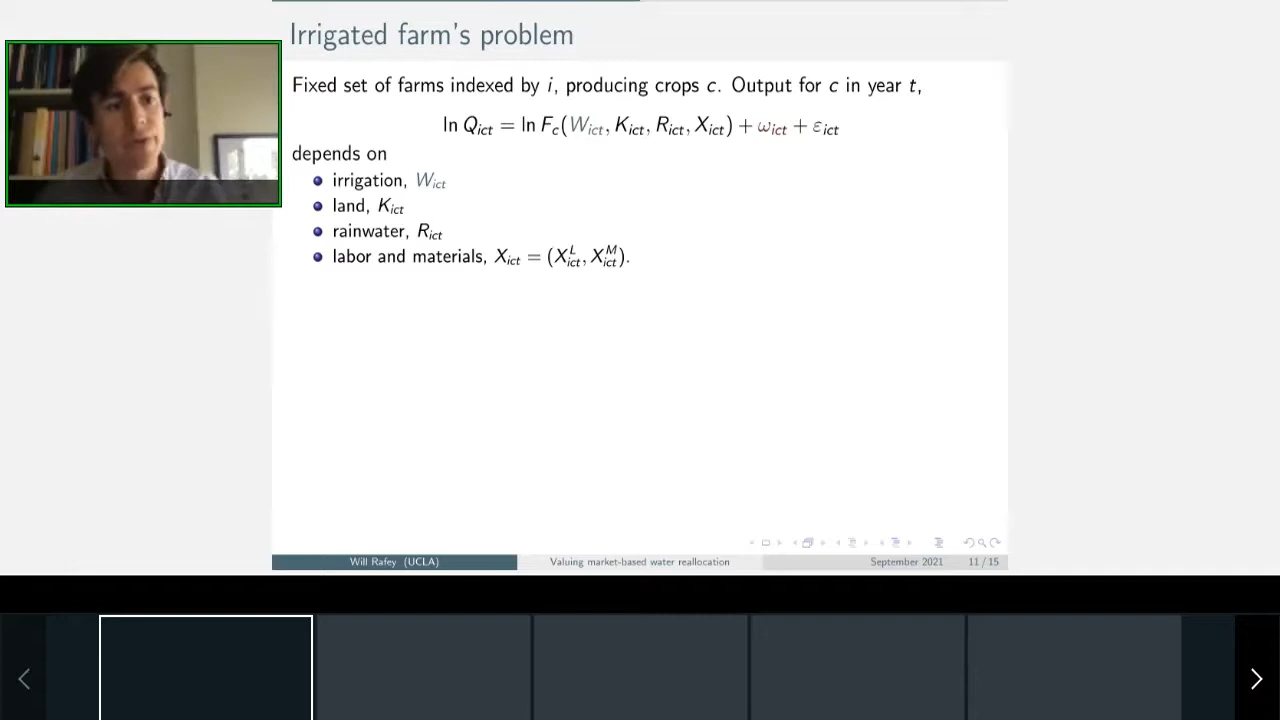 Irrigated farm's problem
Fixed set of farms indexed by i, producing crops c. Output for c in year t,
ln Q_ict = ln F_c(W_ict, K_ict, R_ict, X_ict) + ω_ict + ε_ict
depends on
irrigation, W_ict
land, K_ict
rainwater, R_ict
labor and materials, X_ict = (X^L_ict, X^M_ict).
Will Rafey (UCLA) Valuing market-based water reallocation September 2021 11 / 15